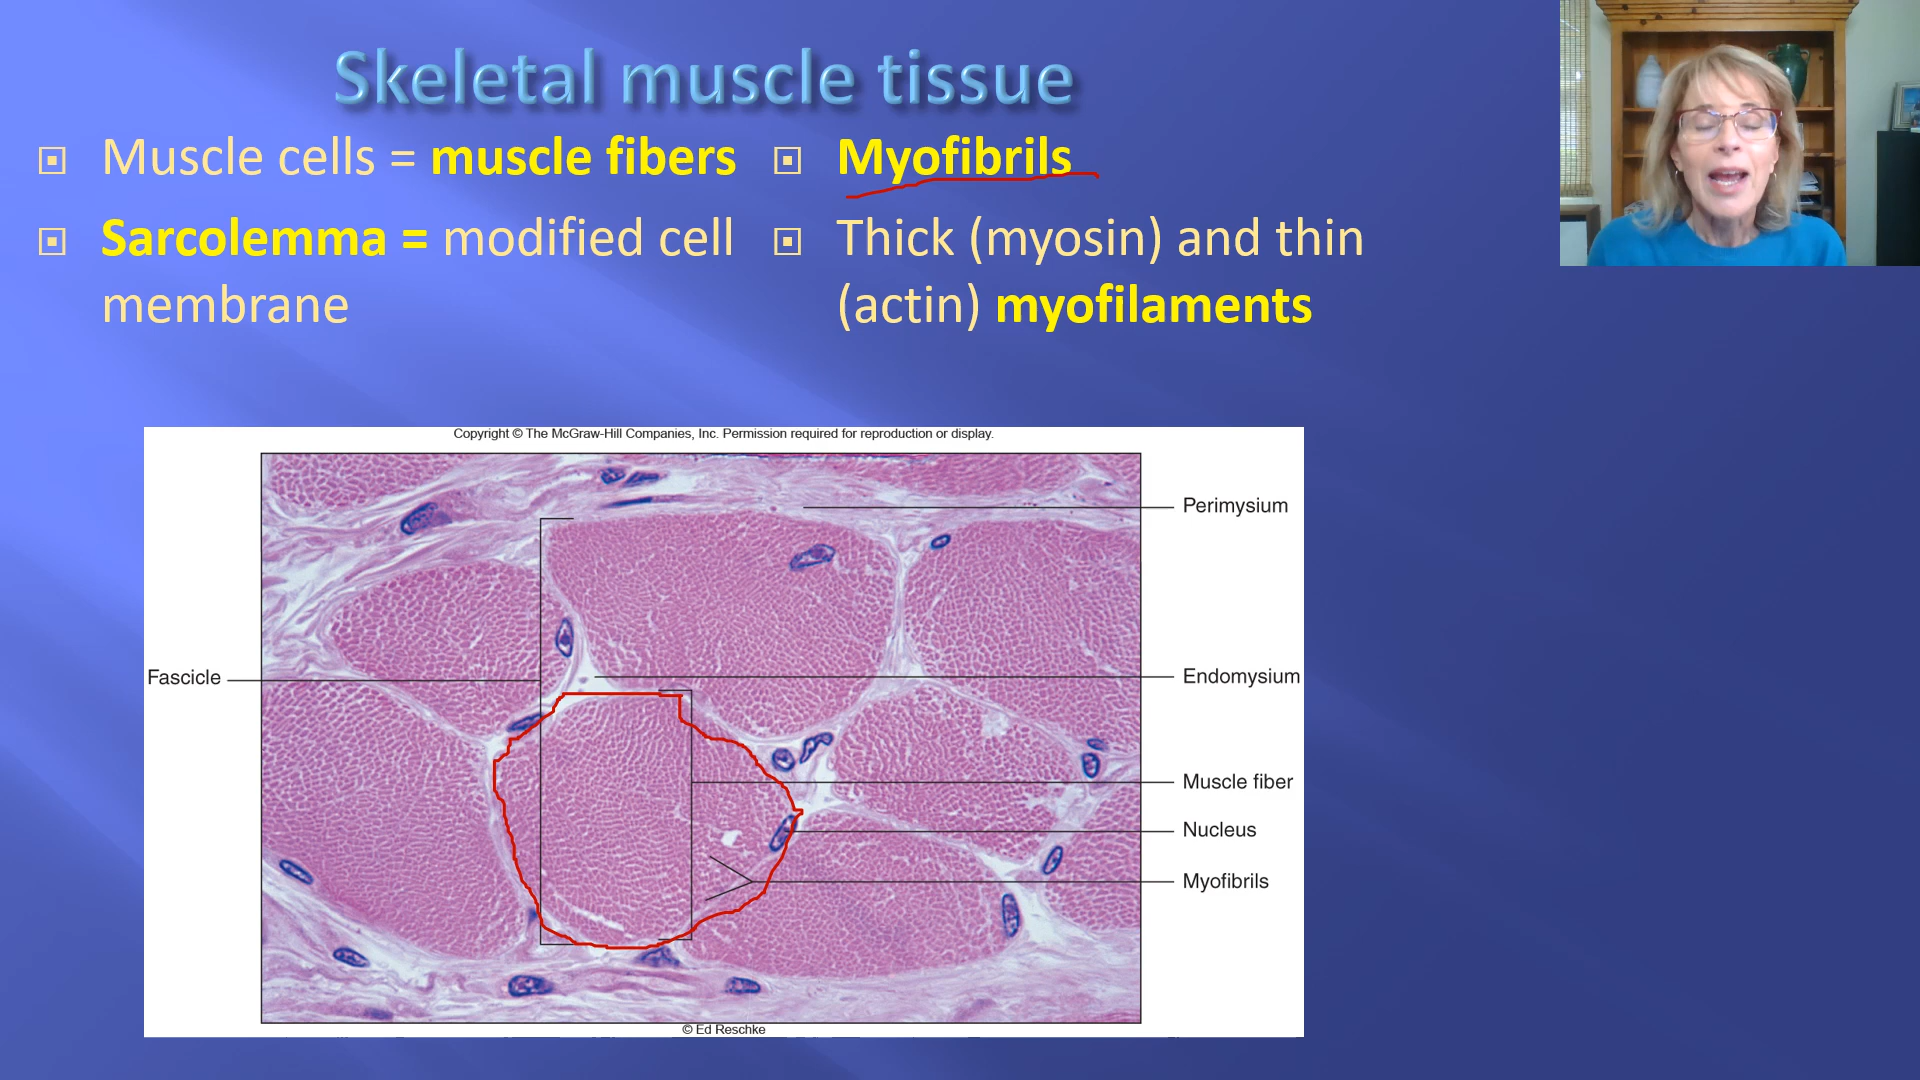 Skeletal muscle tissue
Muscle cells = muscle fibers
Sarcolemma = modified cell
membrane
Myofibrils
Thick (myosin) and thin
(actin) myofilaments
Copyright © The McGraw-Hill Companies, Inc. Permission required for reproduction or display.
Perimysium
Fascicle
Endomysium
Muscle fiber
Nucleus
Myofibrils
© Ed Reschke